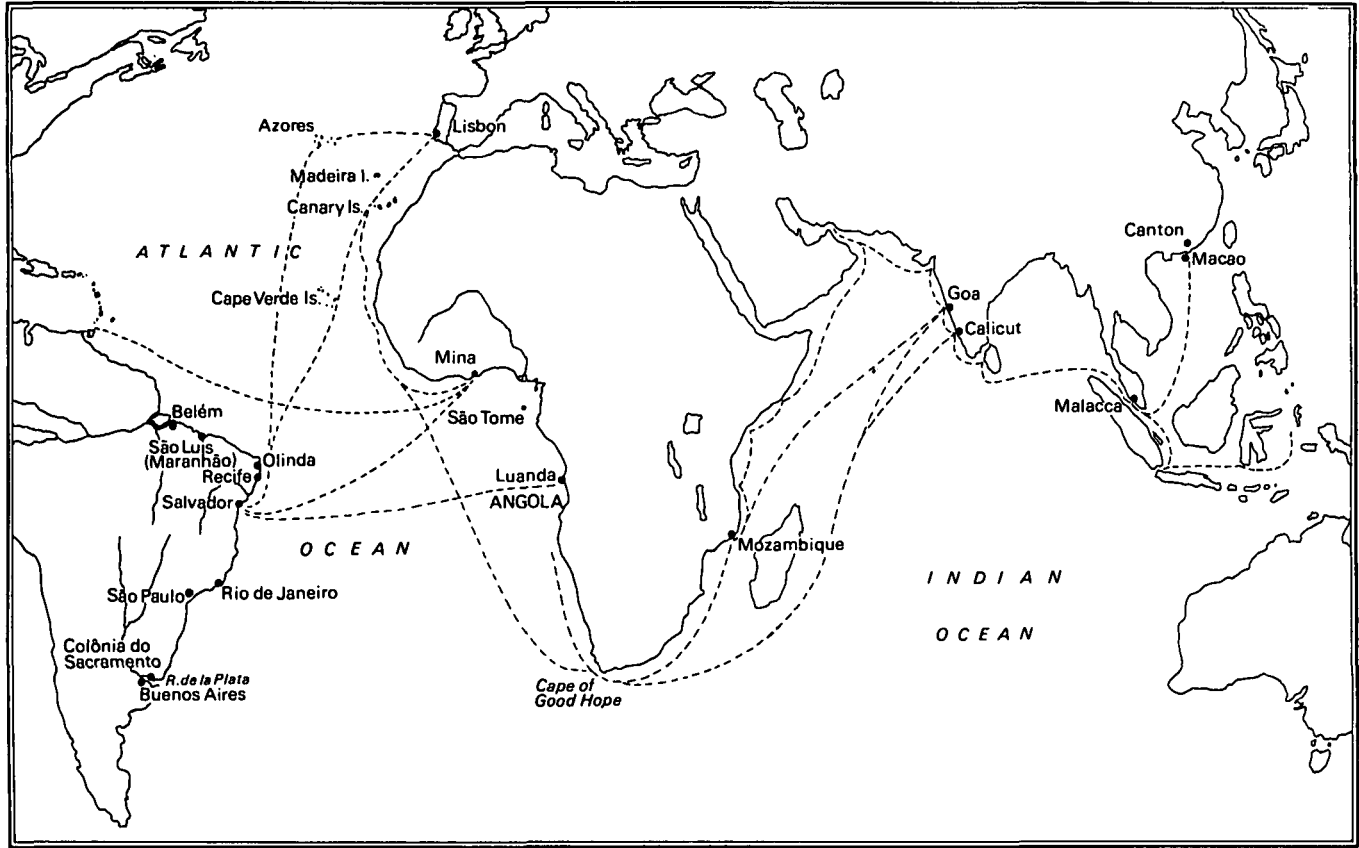 Azores
Lisbon
Madeira I.
Canary Is.
ATLANTIC
Canton
Macao
Cape Verde Is.
Goa
Calicut
Mina
Malacca
São Tome
Belém
São Luis
(Maranhão)
Olinda
Recife
Luanda
Salvador
ANGOLA
OCEAN
Mozambique
INDIAN
São Paulo
Rio de Janeiro
OCEAN
Colônia do
Sacramento
R. de la Plata
Buenos Aires
Cape of
Good Hope